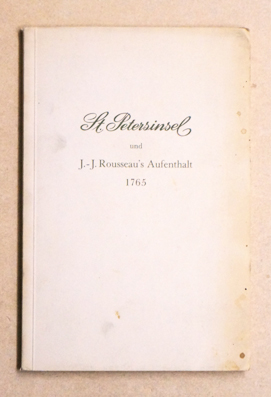 St Petersinsel
und
J.-J. Rousseau's Aufenthalt
1765